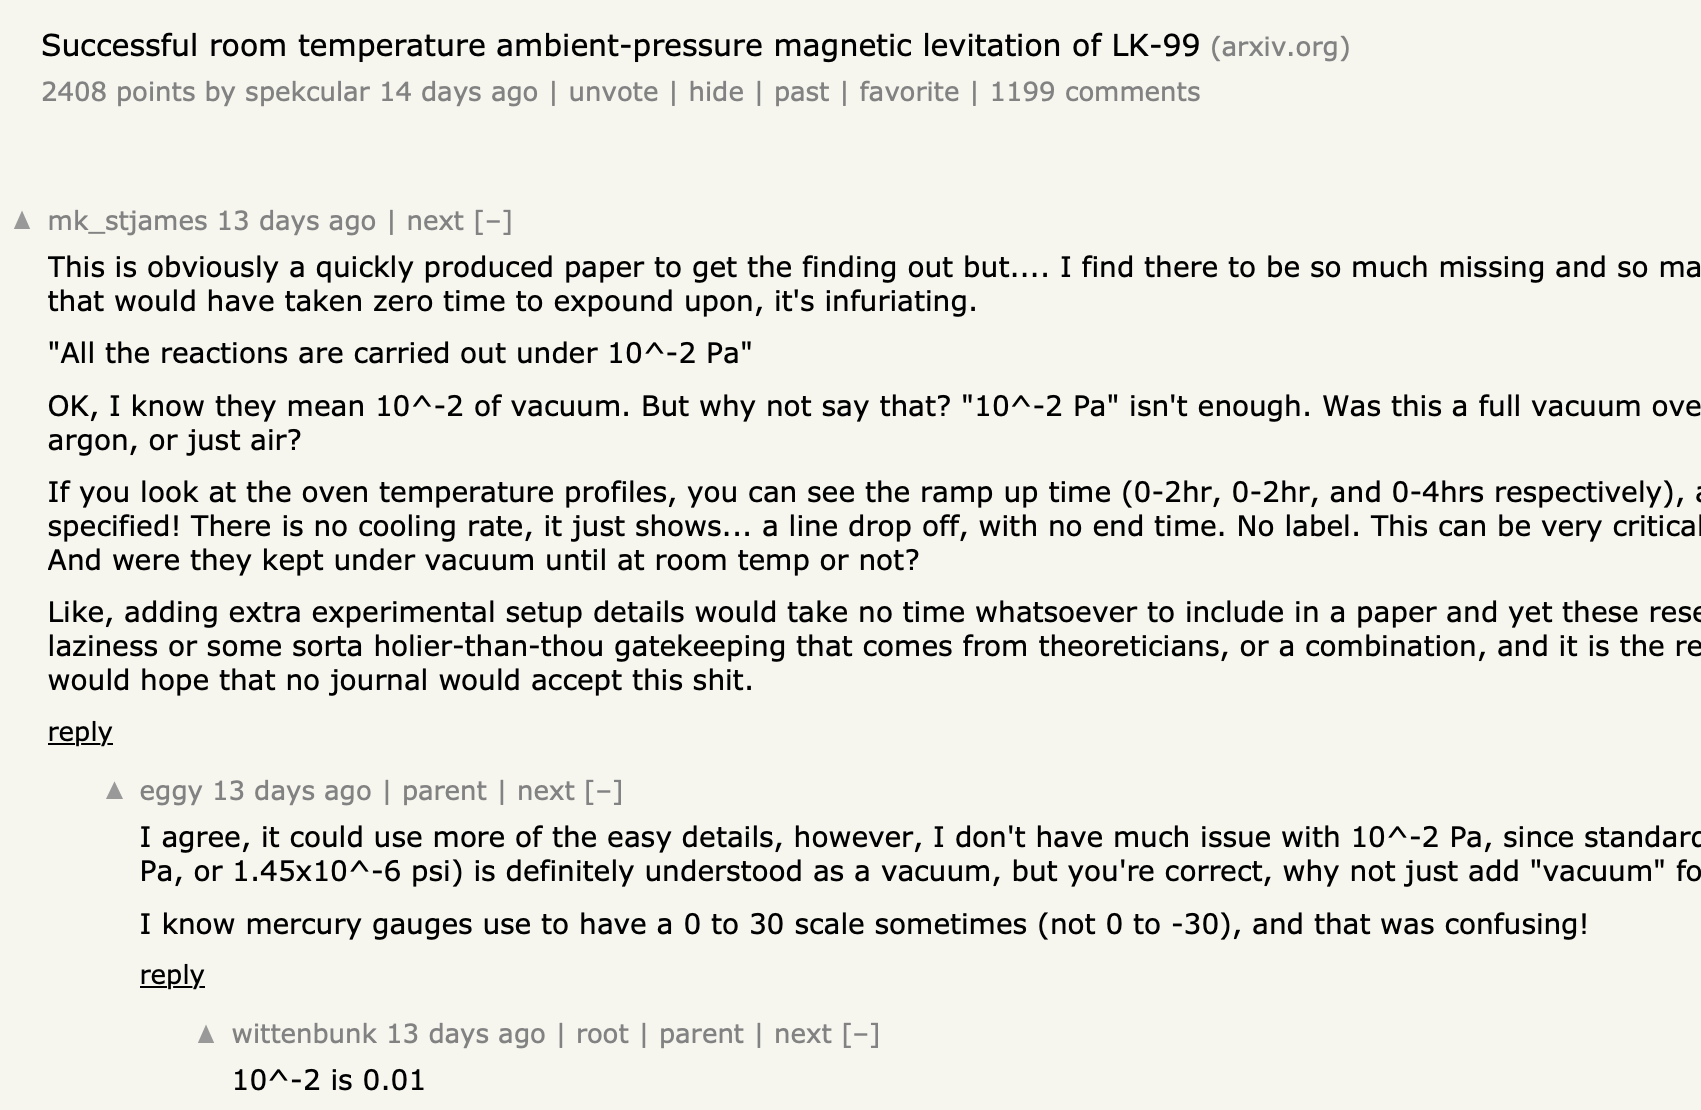 Successful room temperature ambient-pressure magnetic levitation of LK-99 (arxiv.org)
2408 points by spekcular 14 days ago | unvote | hide | past | favorite | 1199 comments
▲ mk_stjames 13 days ago | next [–]
This is obviously a quickly produced paper to get the finding out but.... I find there to be so much missing and so ma
that would have taken zero time to expound upon, it's infuriating.
"All the reactions are carried out under 10^-2 Pa"
OK, I know they mean 10^-2 of vacuum. But why not say that? "10^-2 Pa" isn't enough. Was this a full vacuum ove
argon, or just air?
If you look at the oven temperature profiles, you can see the ramp up time (0-2hr, 0-2hr, and 0-4hrs respectively), a
specified! There is no cooling rate, it just shows... a line drop off, with no end time. No label. This can be very critical
And were they kept under vacuum until at room temp or not?
Like, adding extra experimental setup details would take no time whatsoever to include in a paper and yet these rese
laziness or some sorta holier-than-thou gatekeeping that comes from theoreticians, or a combination, and it is the re
would hope that no journal would accept this shit.
reply
▲ eggy 13 days ago | parent | next [–]
I agree, it could use more of the easy details, however, I don't have much issue with 10^-2 Pa, since standard
Pa, or 1.45x10^-6 psi) is definitely understood as a vacuum, but you're correct, why not just add "vacuum" fo
I know mercury gauges use to have a 0 to 30 scale sometimes (not 0 to -30), and that was confusing!
reply
▲ wittenbunk 13 days ago | root | parent | next [–]
10^-2 is 0.01